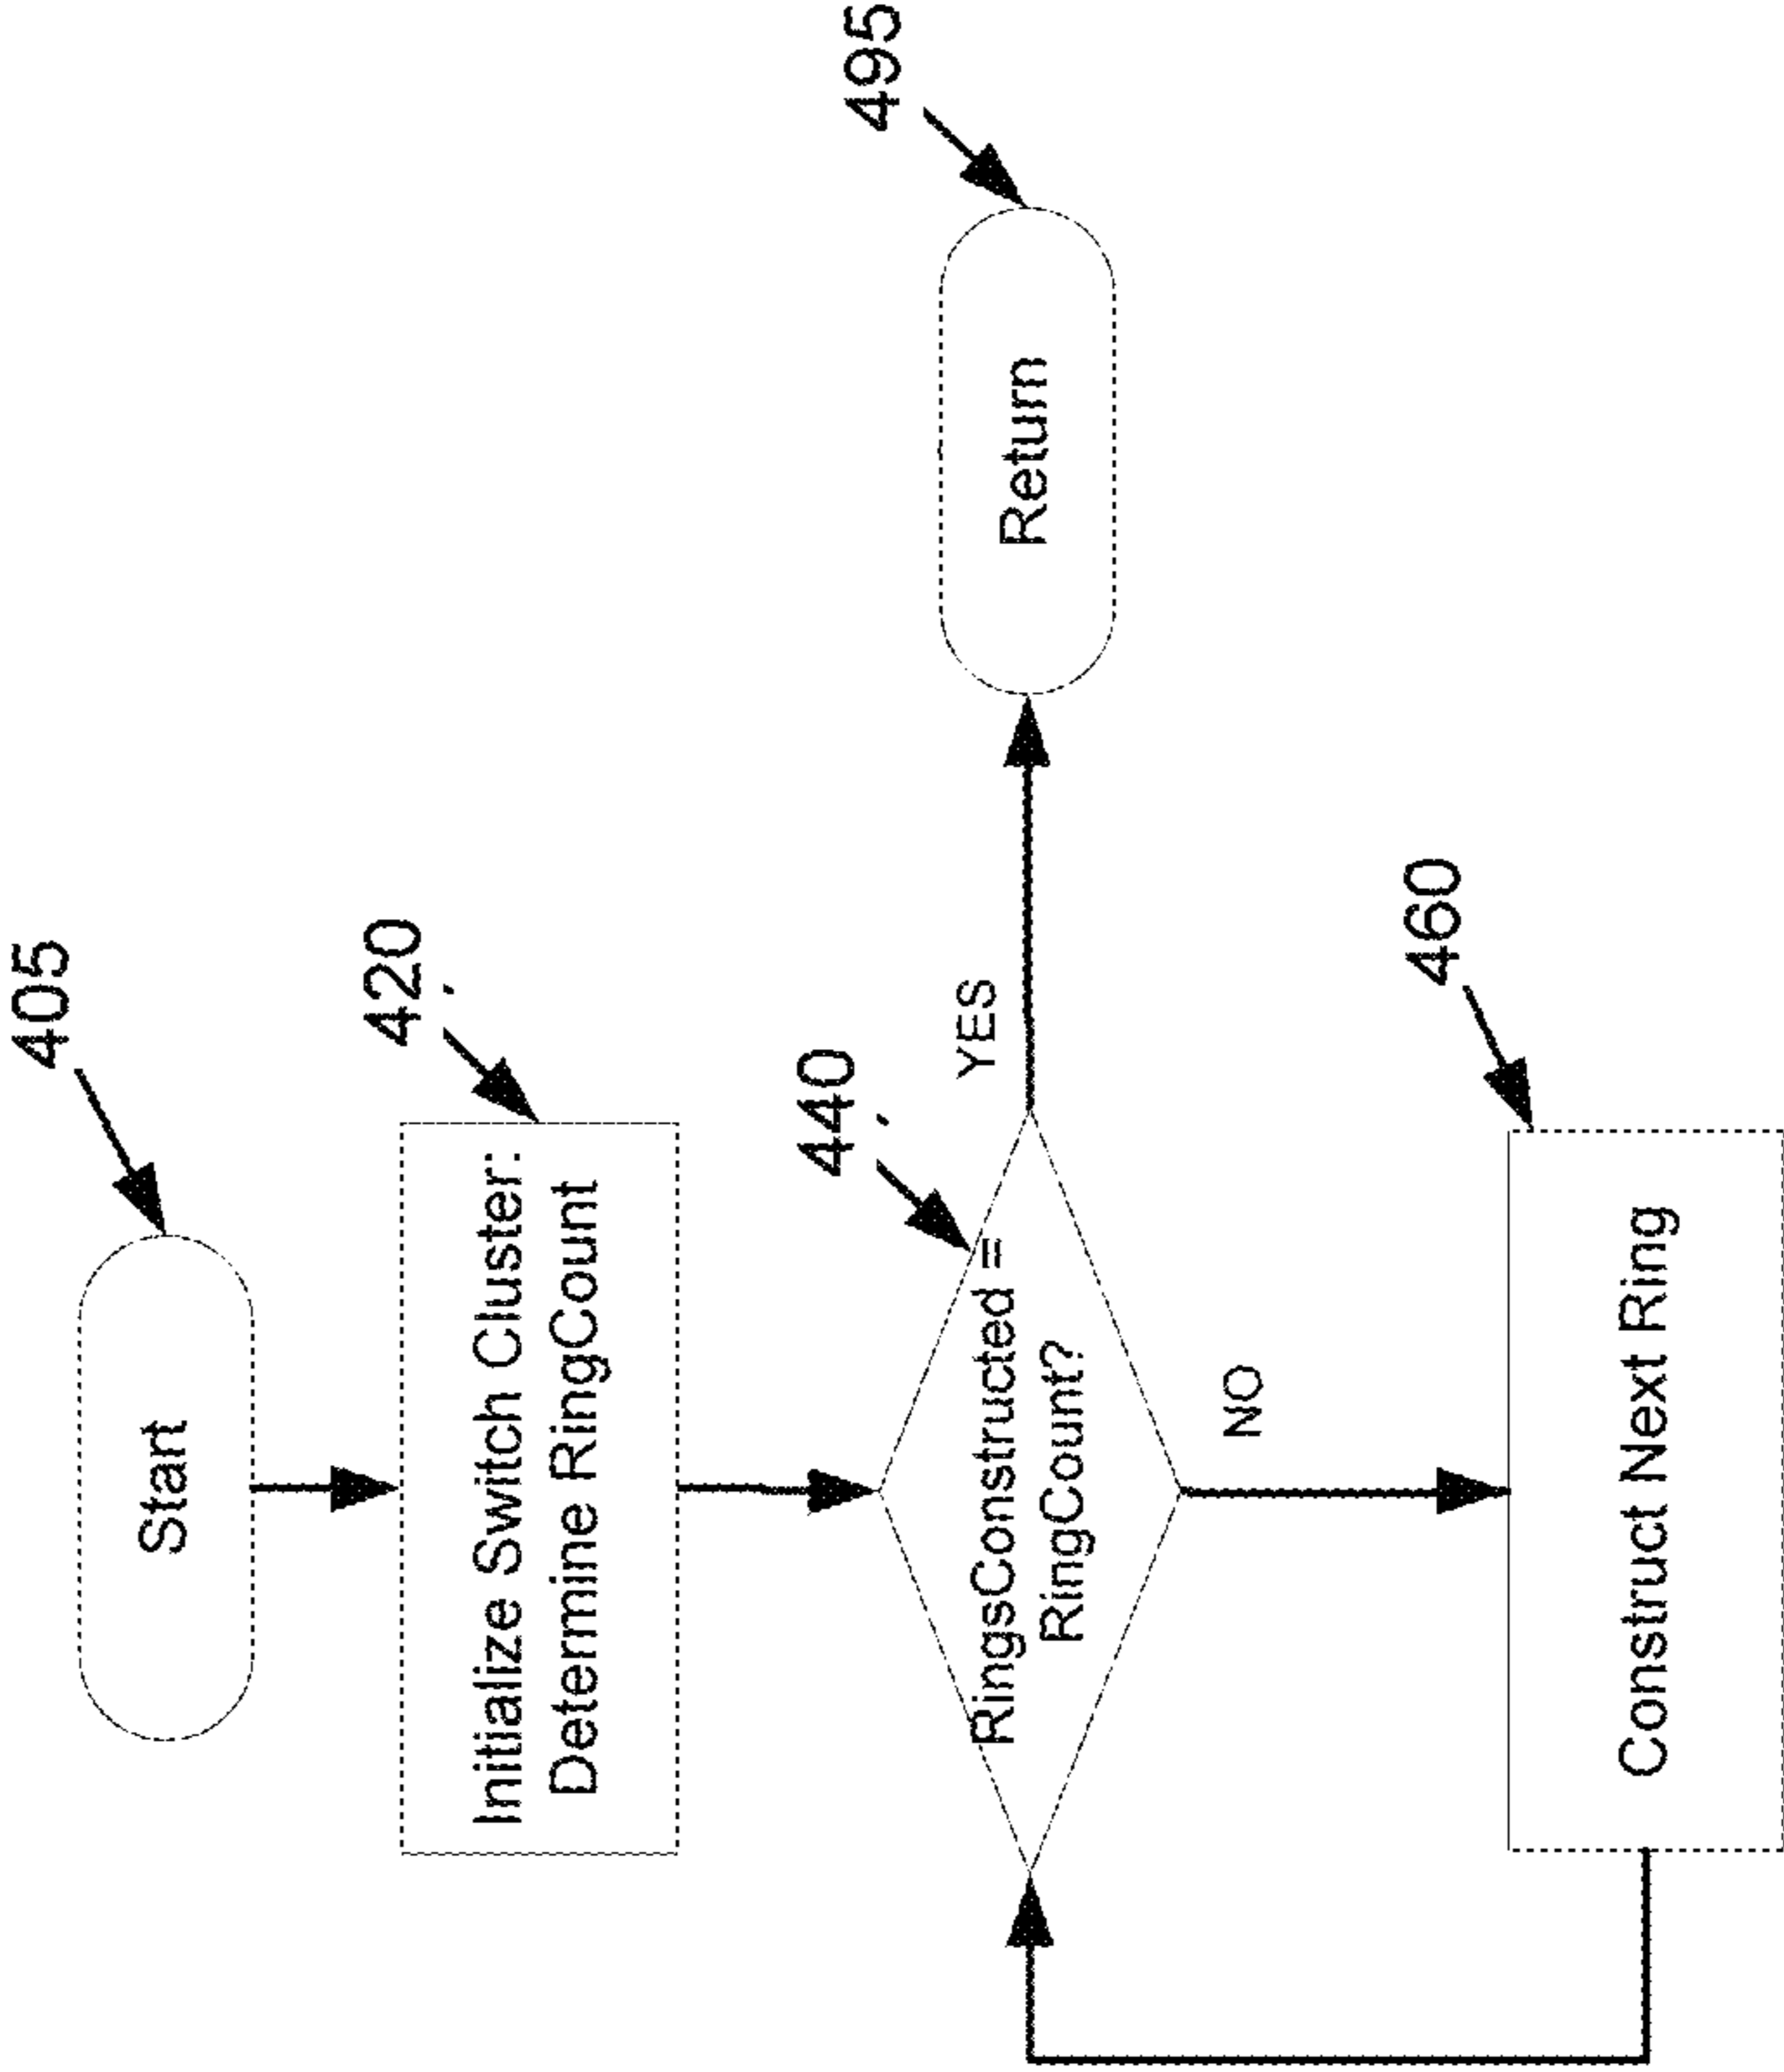 405
Start
420
Initialize Switch Cluster:
Determine RingCount
440
RingsConstructed =
RingCount?
YES
495
Return
NO
460
Construct Next Ring